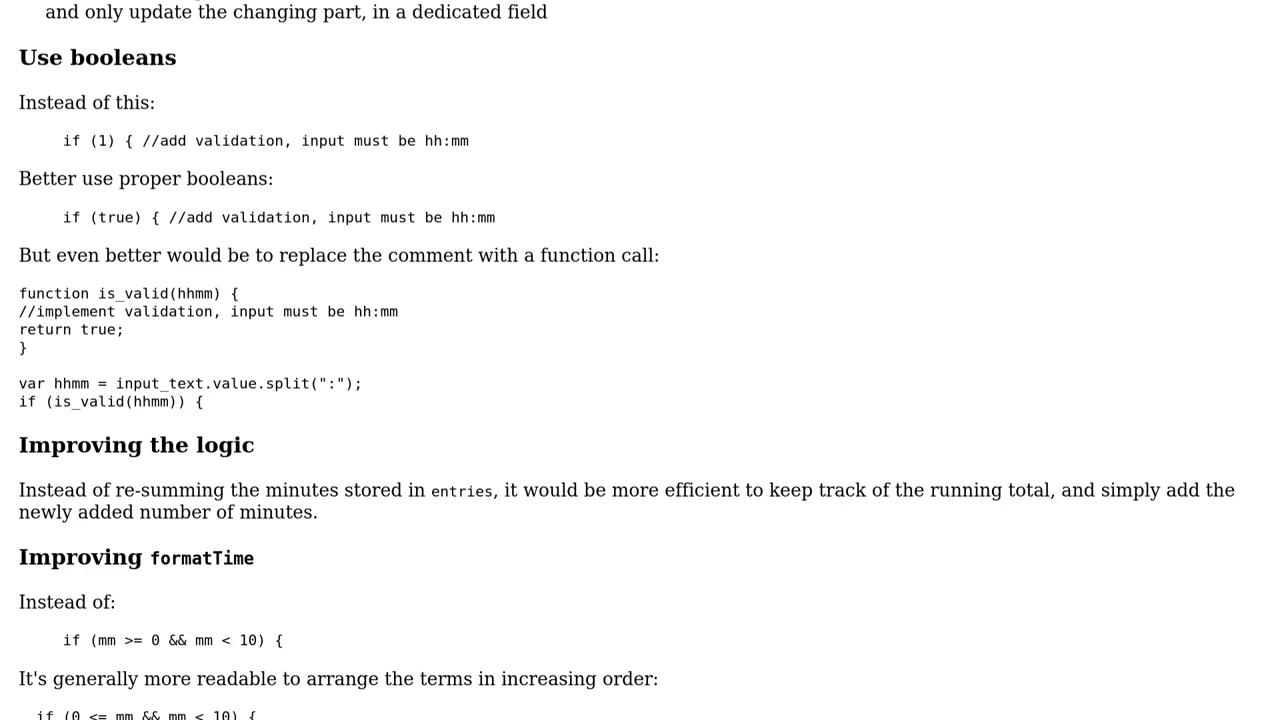 and only update the changing part, in a dedicated field
Use booleans
Instead of this:
if (1) { //add validation, input must be hh:mm
Better use proper booleans:
if (true) { //add validation, input must be hh:mm
But even better would be to replace the comment with a function call:
function is_valid(hhmm) {
//implement validation, input must be hh:mm
return true;
}
var hhmm = input_text.value.split(":");
if (is_valid(hhmm)) {
Improving the logic
Instead of re-summing the minutes stored in entries, it would be more efficient to keep track of the running total, and simply add the
newly added number of minutes.
Improving formatTime
Instead of:
if (mm >= 0 && mm < 10) {
It's generally more readable to arrange the terms in increasing order:
if (0 <= mm && mm < 10) {